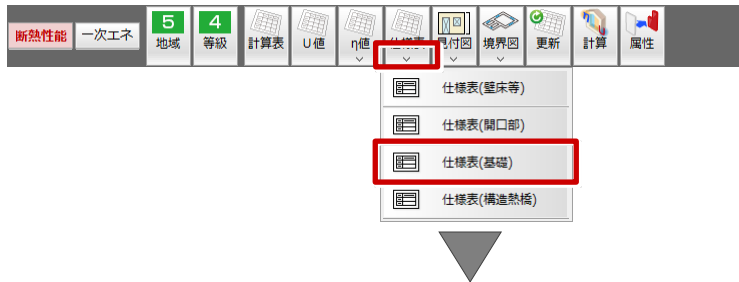 断熱性能
一次エネ
5
地域
4
等級
計算表
U値
η値
仕様表
見付図
境界図
更新
計算
属性
仕様表(壁床等)
仕様表(開口部)
仕様表(基礎)
仕様表(構造熱橋)